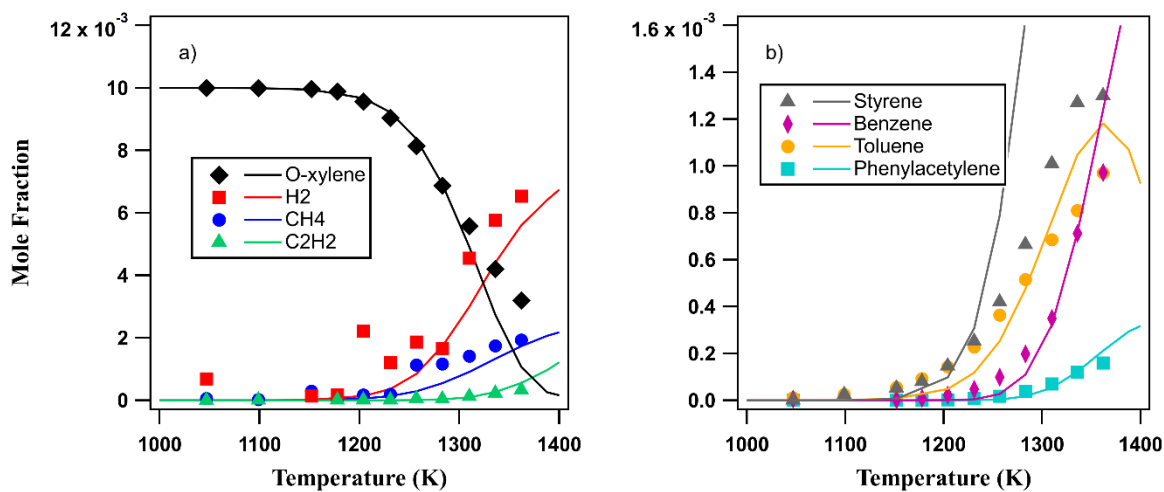 12 x 10⁻³
10
8
6
4
2
0
Mole Fraction
a)
O-xylene
H2
CH4
C2H2
1000
1100
1200
1300
1400
Temperature (K)
1.6 x 10⁻³
1.4
1.2
1.0
0.8
0.6
0.4
0.2
0.0
b)
Styrene
Benzene
Toluene
Phenylacetylene
1000
1100
1200
1300
1400
Temperature (K)